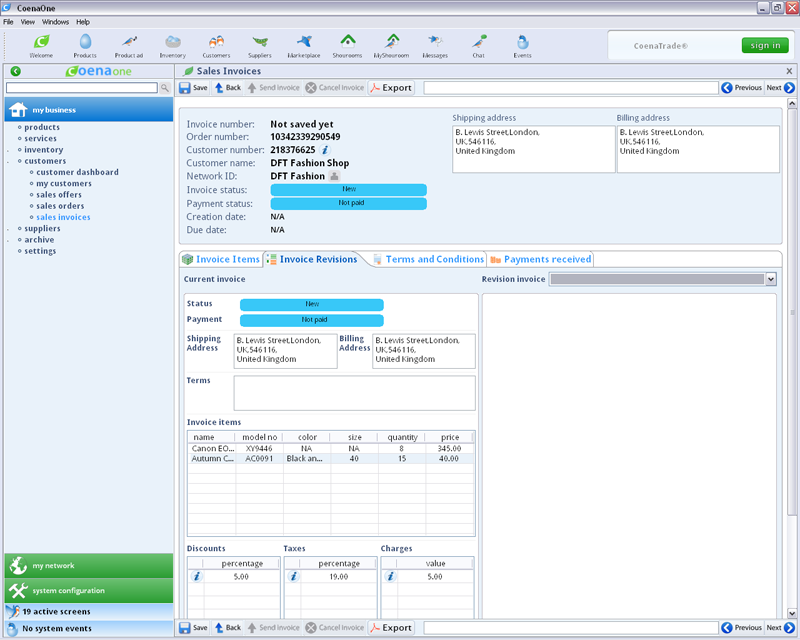 CoenaOne
File View Windows Help
Welcome Products Product ad Inventory Customers Suppliers Marketplace Showrooms MyShowroom Messages Chat Events
CoenaTrade® sign in
Coenaone
Sales Invoices X
Save Back Send Invoice Cancel Invoice Export Previous Next
my business
products
services
inventory
customers
customer dashboard
my customers
sales offers
sales orders
sales invoices
suppliers
archive
settings
my network
system configuration
19 active screens
No system events
Invoice number: Not saved yet
Order number: 10342339290549
Customer number: 218376625
Customer name: DFT Fashion Shop
Network ID: DFT Fashion
Invoice status: New
Payment status: Not paid
Creation date: N/A
Due date: N/A
Shipping address
B. Lewis Street,London,
UK,546116,
United Kingdom
Billing address
B. Lewis Street,London,
UK,546116,
United Kingdom
Invoice Items Invoice Revisions Terms and Conditions Payments received
Current invoice
Revision invoice
Status New
Payment Not paid
Shipping Address
B. Lewis Street,London,
UK,546116,
United Kingdom
Billing Address
B. Lewis Street,London,
UK,546116,
United Kingdom
Terms
Invoice items
name model no color size quantity price
Canon EO... XY9446 NA NA 8 345.00
Autumn C... AC0091 Black an... 40 15 40.00
Discounts Taxes Charges
percentage percentage value
5.00 19.00 5.00
Save Back Send Invoice Cancel Invoice Export Previous Next